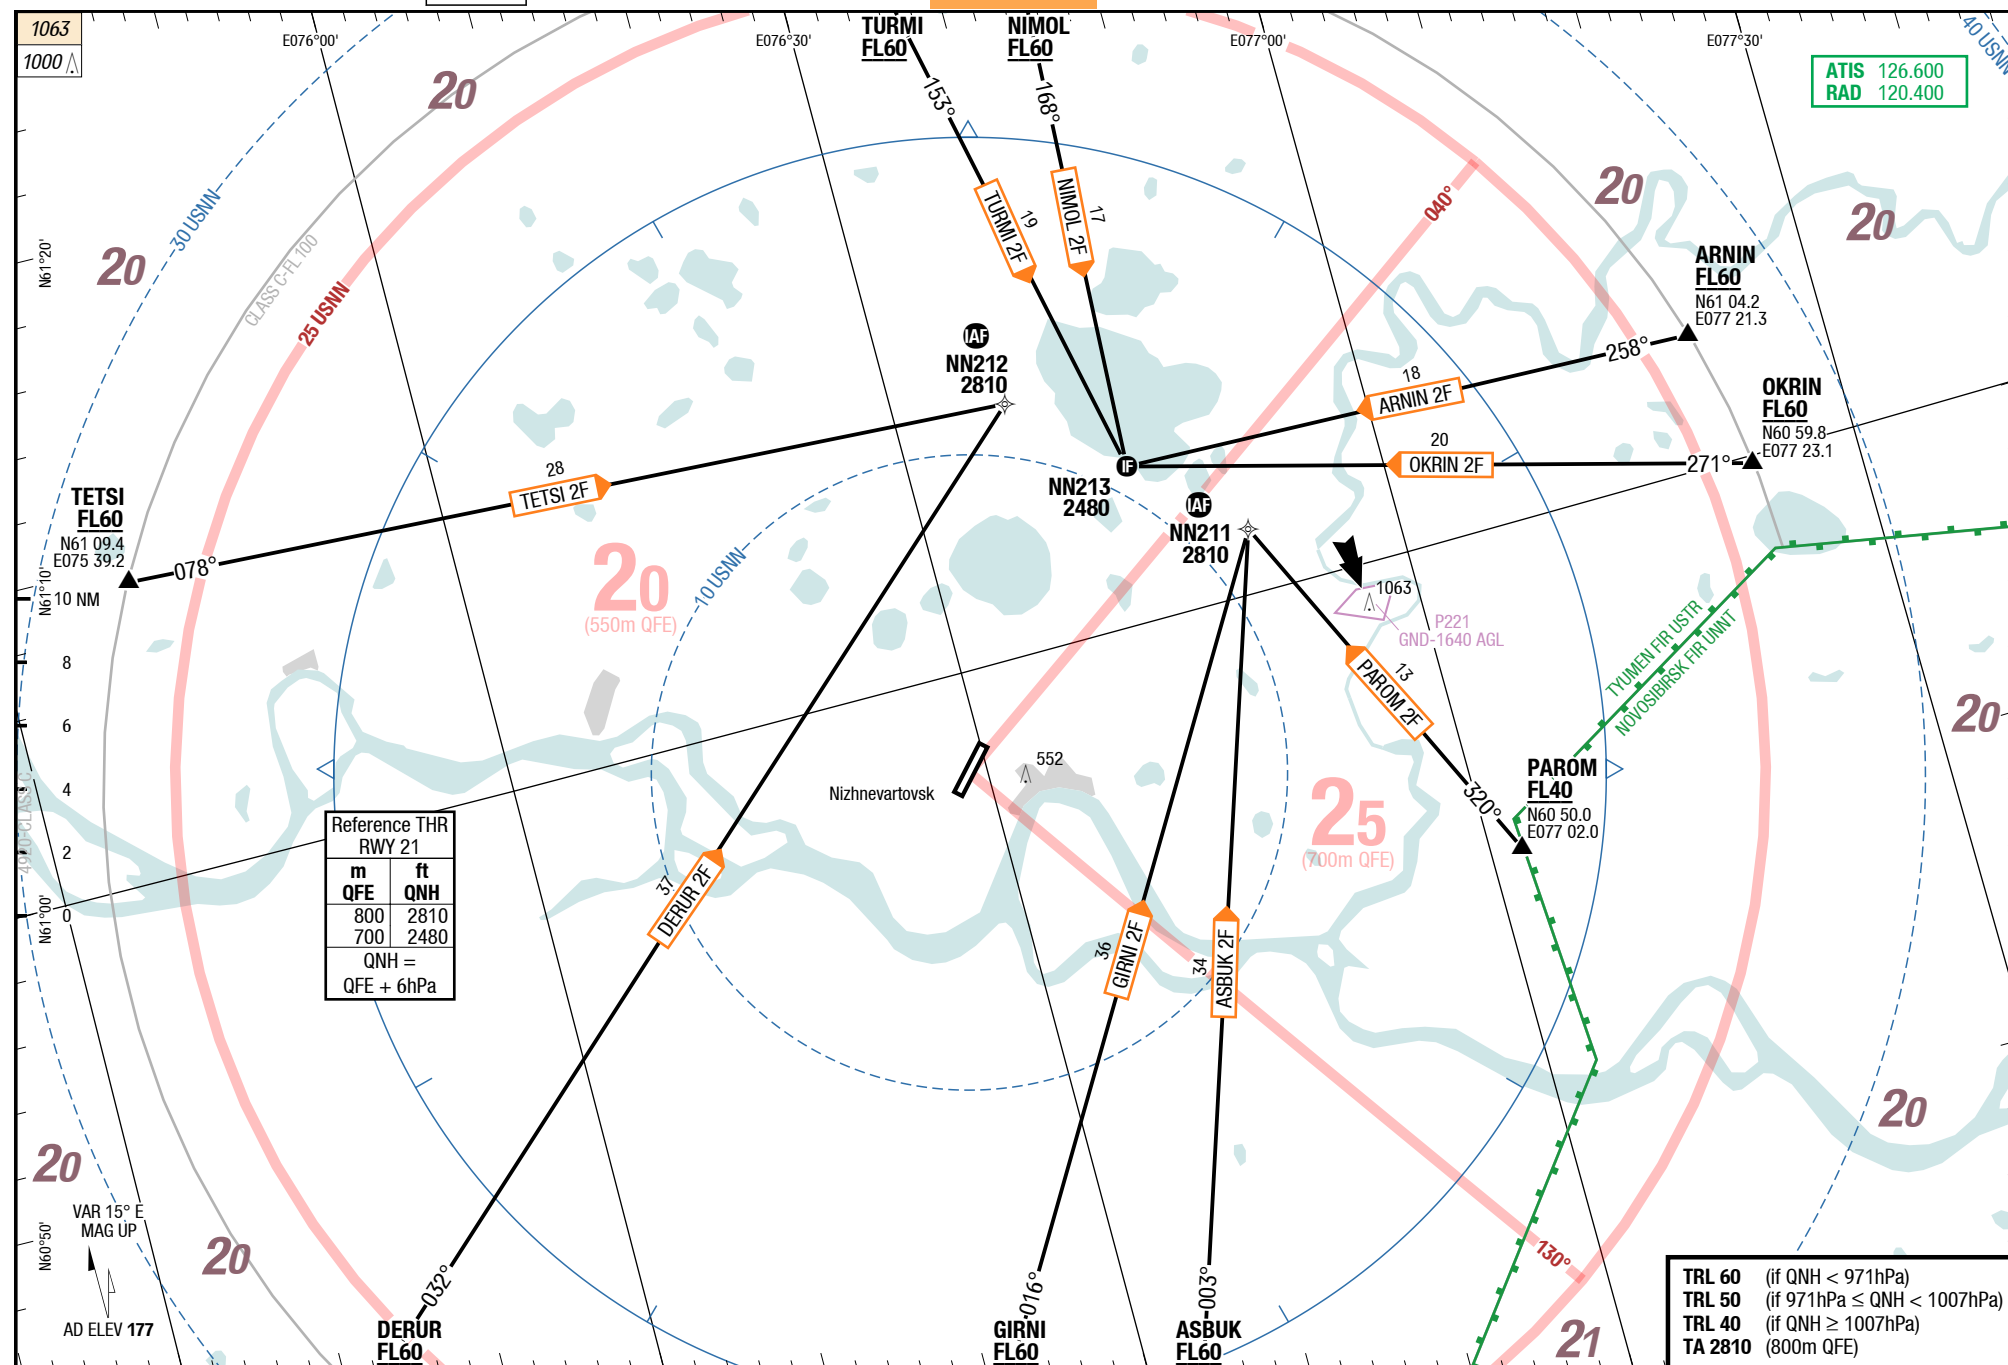 1063
1000
E076°00'
E076°30'
TURMI
FL60
NIMOL
FL60
E077°00'
E077°30'
40 USNN
ATIS 126.600
RAD 120.400
20
153°
168°
30 USNN
20
CLASS C-FL 100
25 USNN
N61°20'
TURMI 2F
19
NIMOL 2F
17
040°
20
20
ARNIN
FL60
N61 04.2
E077 21.3
258°
18
ARNIN 2F
IAF
NN212
2810
OKRIN
FL60
N60 59.8
E077 23.1
271°
20
OKRIN 2F
IF
NN213
2480
IAF
NN211
2810
28
TETSI 2F
TETSI
FL60
N61 09.4
E075 39.2
078°
N61°10'
10 NM
8
6
4
2
0
20
(550m QFE)
10 USNN
1063
P221
GND-1640 AGL
TYUMEN FIR USTR
NOVOSIBIRSK FIR UNNT
20
13
PAROM 2F
320°
PAROM
FL40
N60 50.0
E077 02.0
552
Nizhnevartovsk
25
(700m QFE)
4920-CLASS C
N61°00'
Reference THR
RWY 21
m ft
QFE QNH
800 2810
700 2480
QNH =
QFE + 6hPa
37
DERUR 2F
36
GIRNI 2F
34
ASBUK 2F
20
20
20
130°
N60°50'
VAR 15° E
MAG UP
AD ELEV 177
032°
DERUR
FL60
016°
GIRNI
FL60
003°
ASBUK
FL60
21
TRL 60 (if QNH < 971hPa)
TRL 50 (if 971hPa ≤ QNH < 1007hPa)
TRL 40 (if QNH ≥ 1007hPa)
TA 2810 (800m QFE)